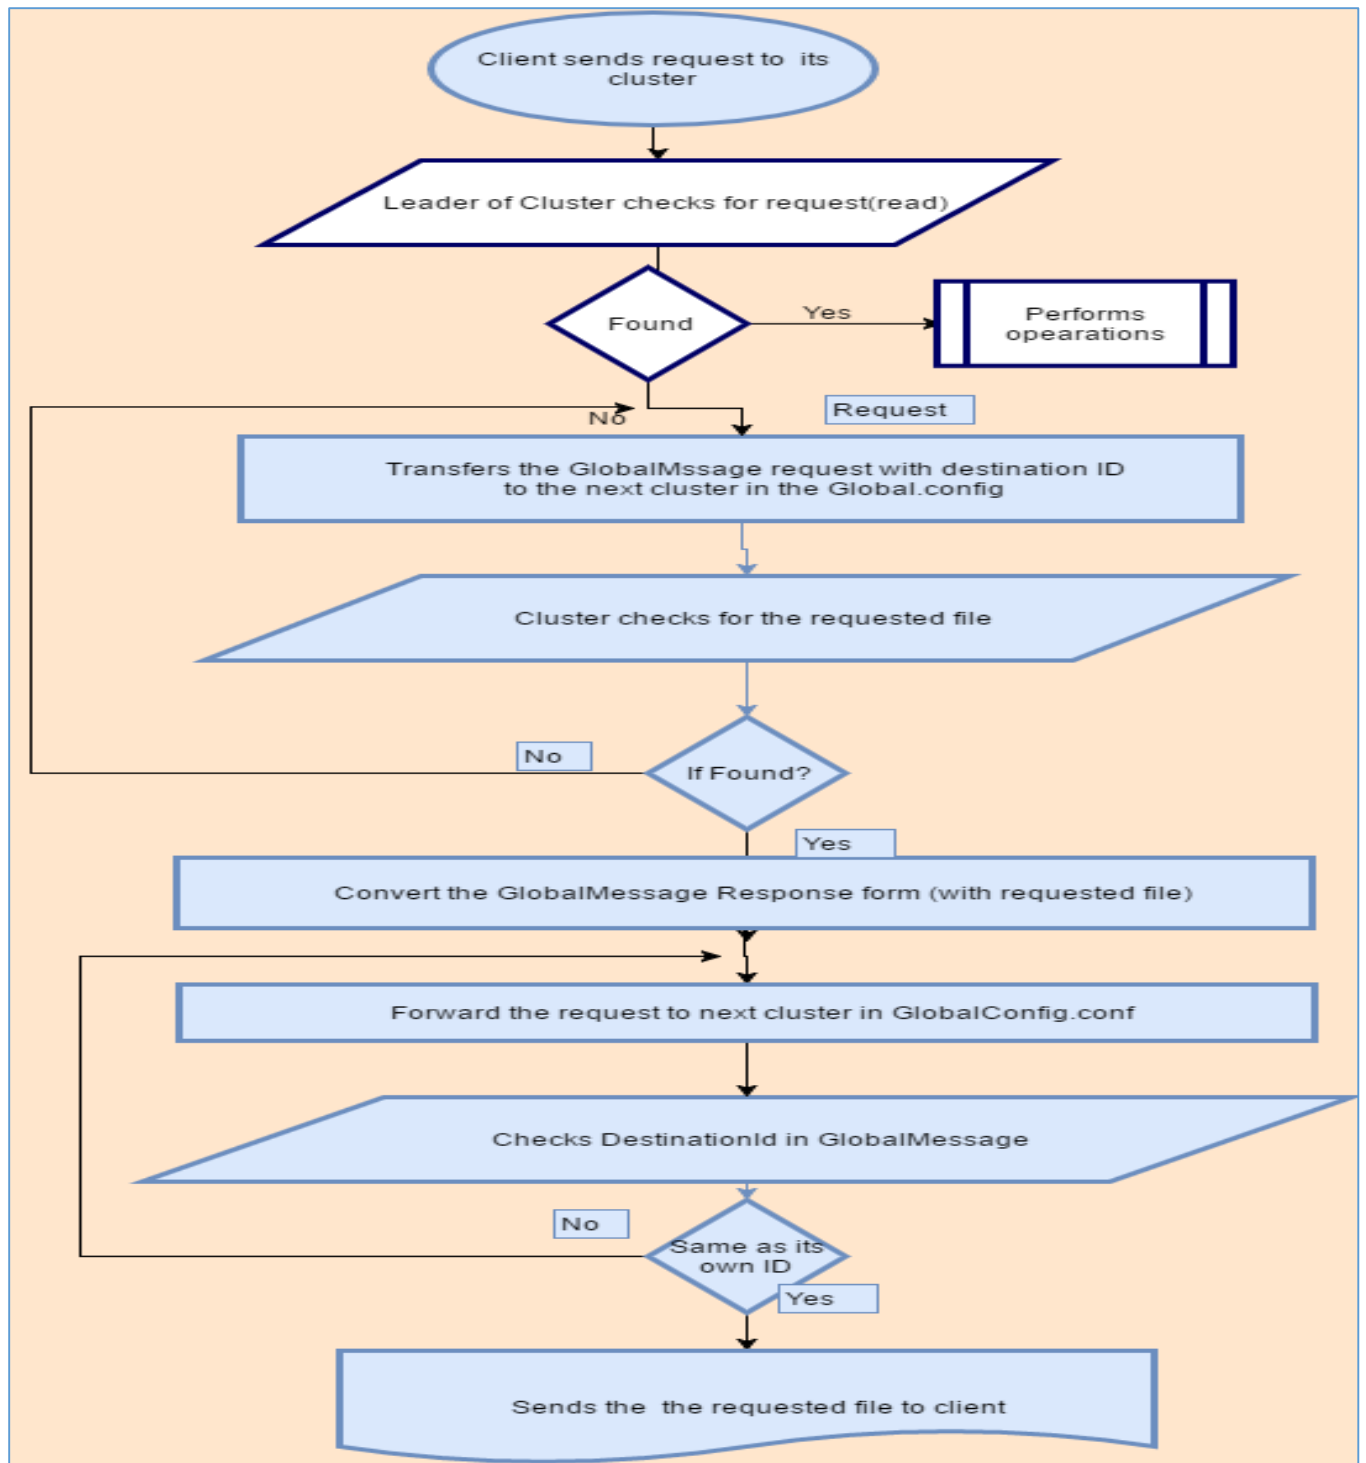 Client sends request to its
cluster
Leader of Cluster checks for request(read)
Found
Yes
Performs
opearations
No
Request
Transfers the GlobalMssage request with destination ID
to the next cluster in the Global.config
Cluster checks for the requested file
No
If Found?
Yes
Convert the GlobalMessage Response form (with requested file)
Forward the request to next cluster in GlobalConfig.conf
Checks DestinationId in GlobalMessage
No
Same as its
own ID
Yes
Sends the the requested file to client